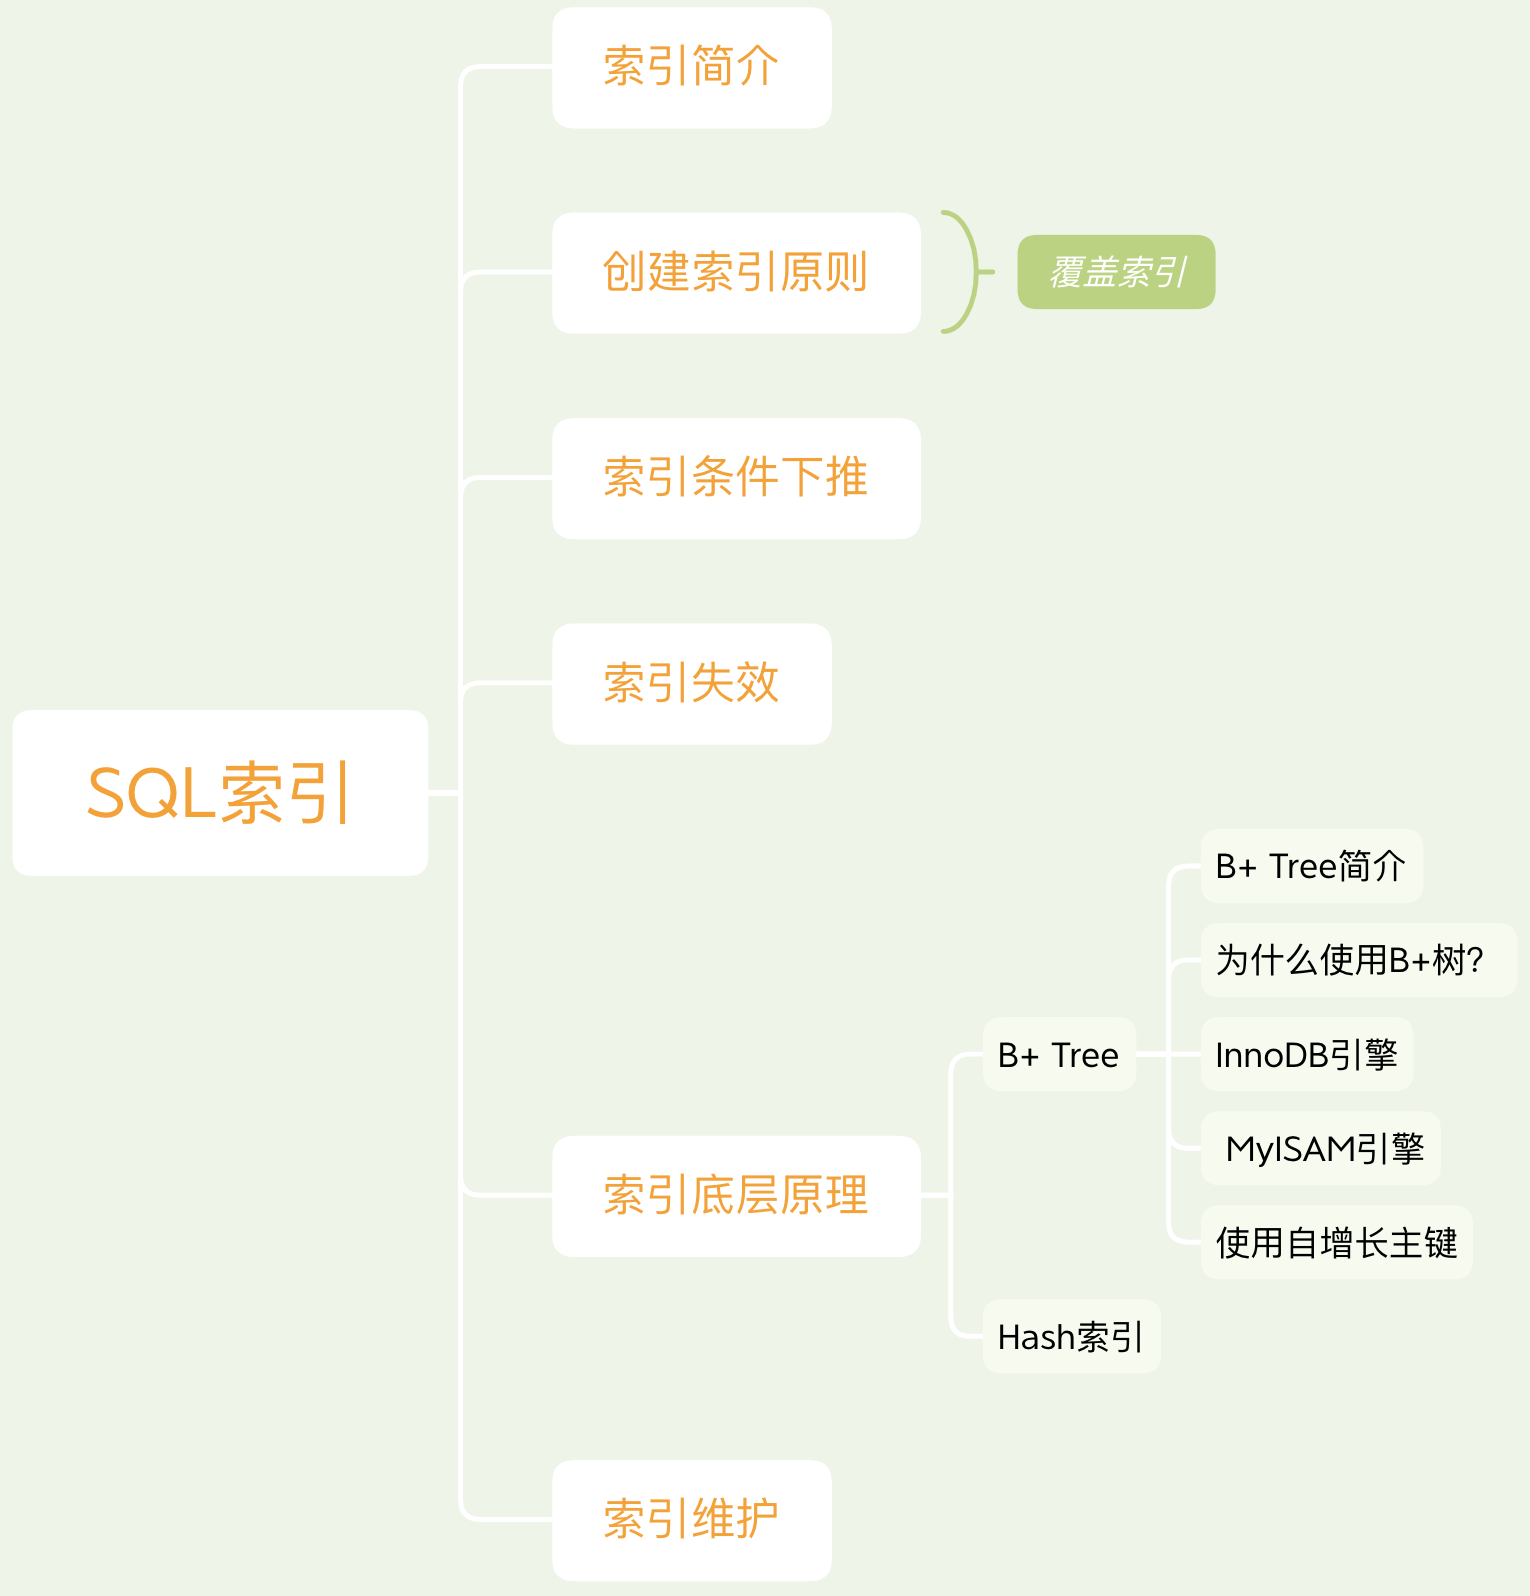 索引简介
创建索引原则
覆盖索引
索引条件下推
索引失效
SQL索引
B+ Tree简介
为什么使用B+树?
B+ Tree
InnoDB引擎
MyISAM引擎
索引底层原理
使用自增长主键
Hash索引
索引维护